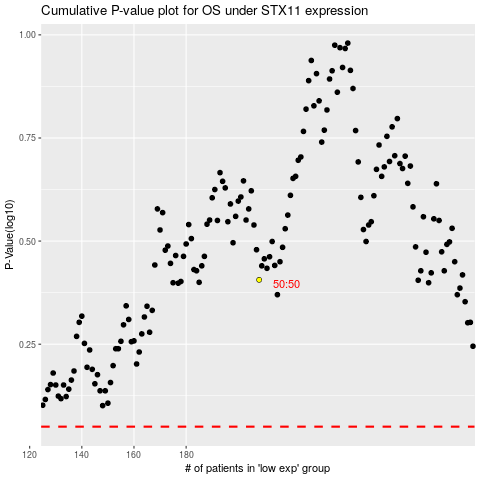 Cumulative P-value plot for OS under STX11 expression
P-Value(log10)
1.00
0.75
0.50
0.25
50:50
120 140 160 180
# of patients in 'low exp' group